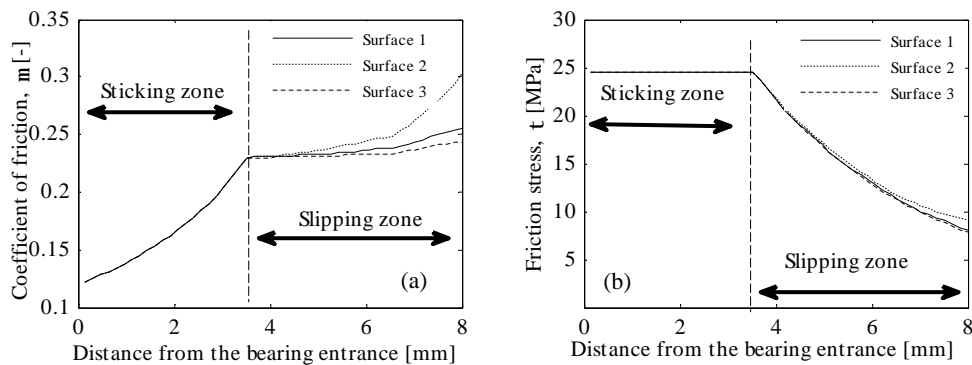 0.35
0.3
0.25
0.2
0.15
0.1
Coefficient of friction, m [-]
Surface 1
Surface 2
Surface 3
Sticking zone
Slipping zone
(a)
0
2
4
6
8
Distance from the bearing entrance [mm]
30
25
20
15
10
5
Friction stress, t [MPa]
Surface 1
Surface 2
Surface 3
Sticking zone
Slipping zone
(b)
0
2
4
6
8
Distance from the bearing entrance [mm]